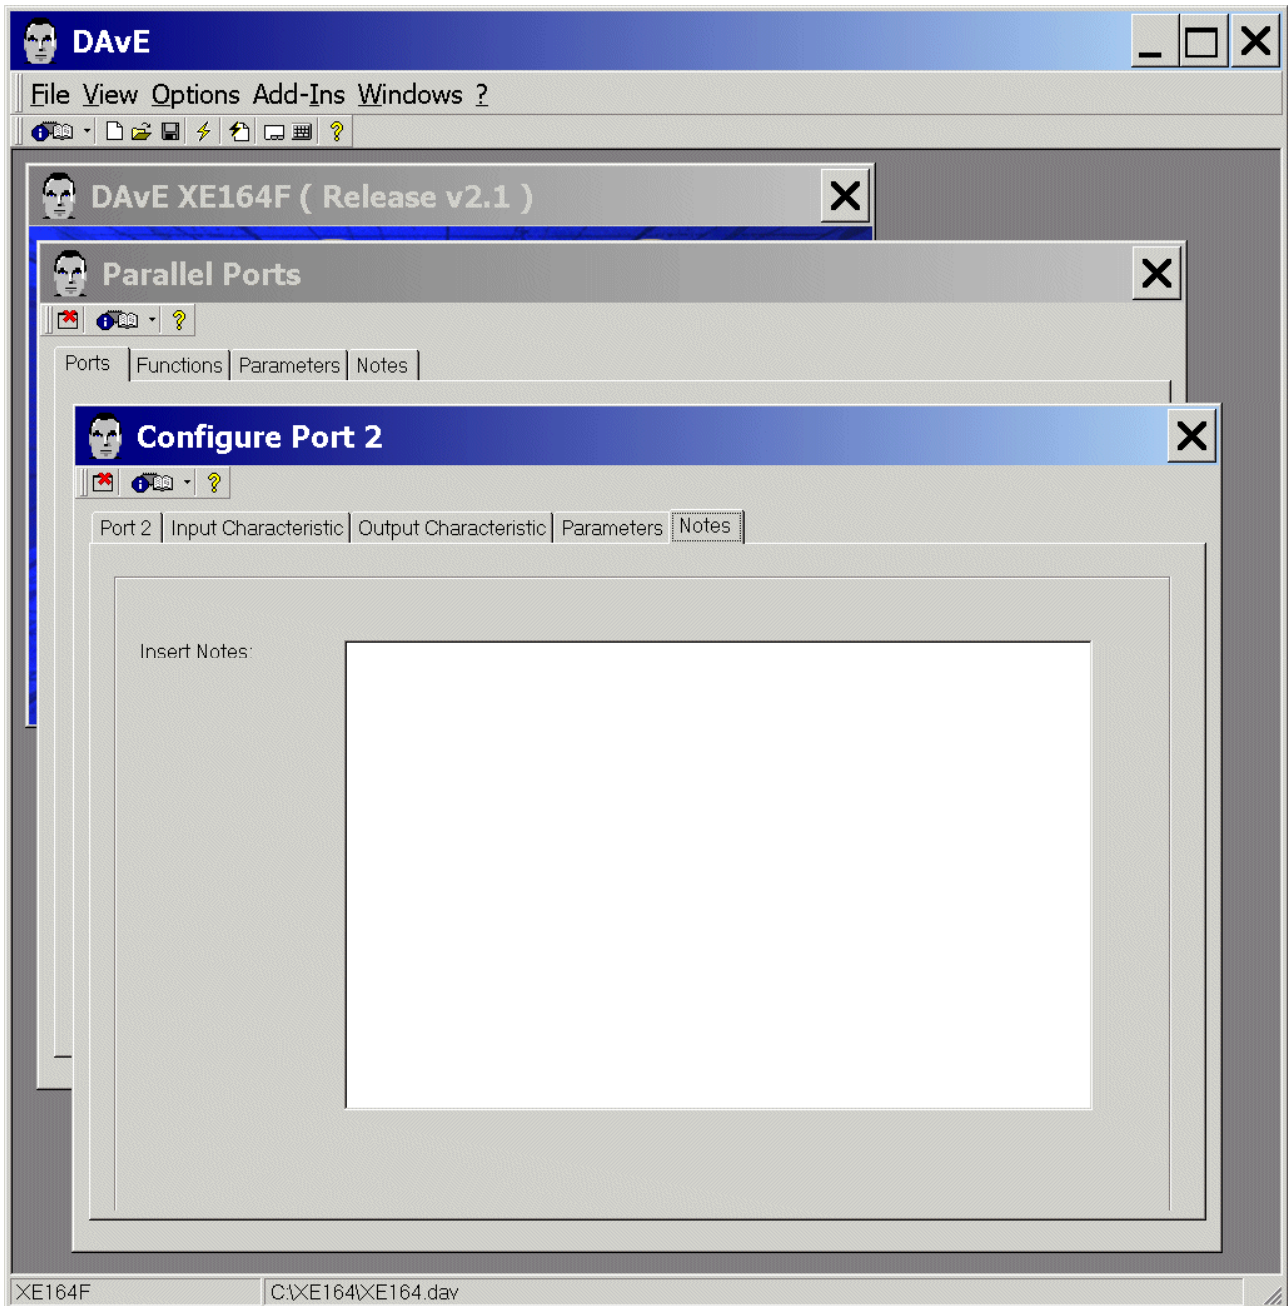 DAvE
File View Options Add-Ins Windows ?
DAvE XE164F ( Release v2.1 )
Parallel Ports
Ports Functions Parameters Notes
Configure Port 2
Port 2 Input Characteristic Output Characteristic Parameters Notes
Insert Notes:
XE164F C:\XE164\XE164.dav